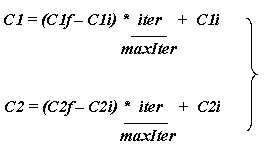 C1 = (C1f – C1i) * iter + C1i
maxIter
C2 = (C2f – C2i) * iter + C2i
maxIter